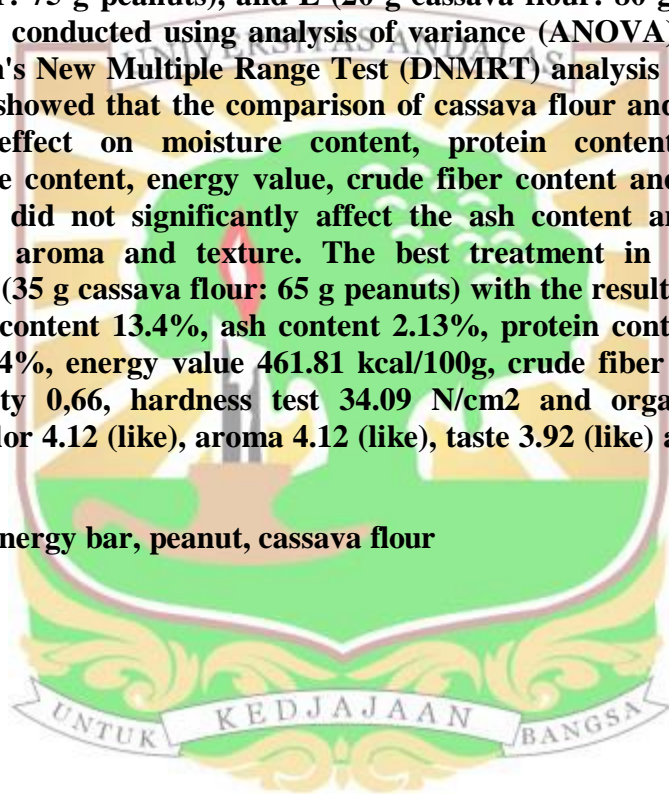 r: 75 g peanuts), and E (20 g cassava flour: 80 g
conducted using analysis of variance (ANOVA)
UNIVERSITAS ANDALAS
n's New Multiple Range Test (DNMRT) analysis
showed that the comparison of cassava flour and
effect on moisture content, protein content
e content, energy value, crude fiber content and
did not significantly affect the ash content
aroma and texture. The best treatment in
(35 g cassava flour: 65 g peanuts) with the result
content 13.4%, ash content 2.13%, protein cont
4%, energy value 461.81 kcal/100g, crude fiber
ty 0,66, hardness test 34.09 N/cm2 and orga
lor 4.12 (like), aroma 4.12 (like), taste 3.92 (like) a
nergy bar, peanut, cassava flour
UNTUK KEDJAJAAN BANGSA